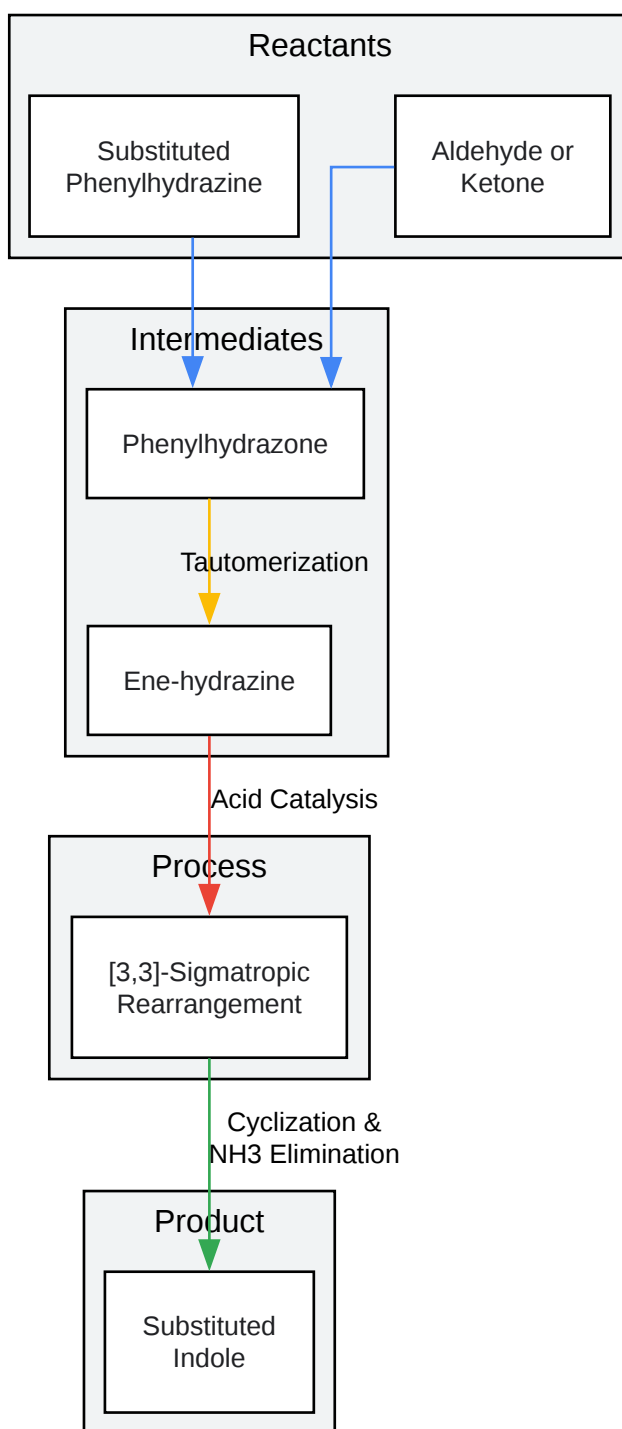 Reactants
Substituted
Phenylhydrazine
Aldehyde or
Ketone
Intermediates
Phenylhydrazone
Tautomerization
Ene-hydrazine
Acid Catalysis
Process
[3,3]-Sigmatropic
Rearrangement
Cyclization &
NH3 Elimination
Product
Substituted
Indole